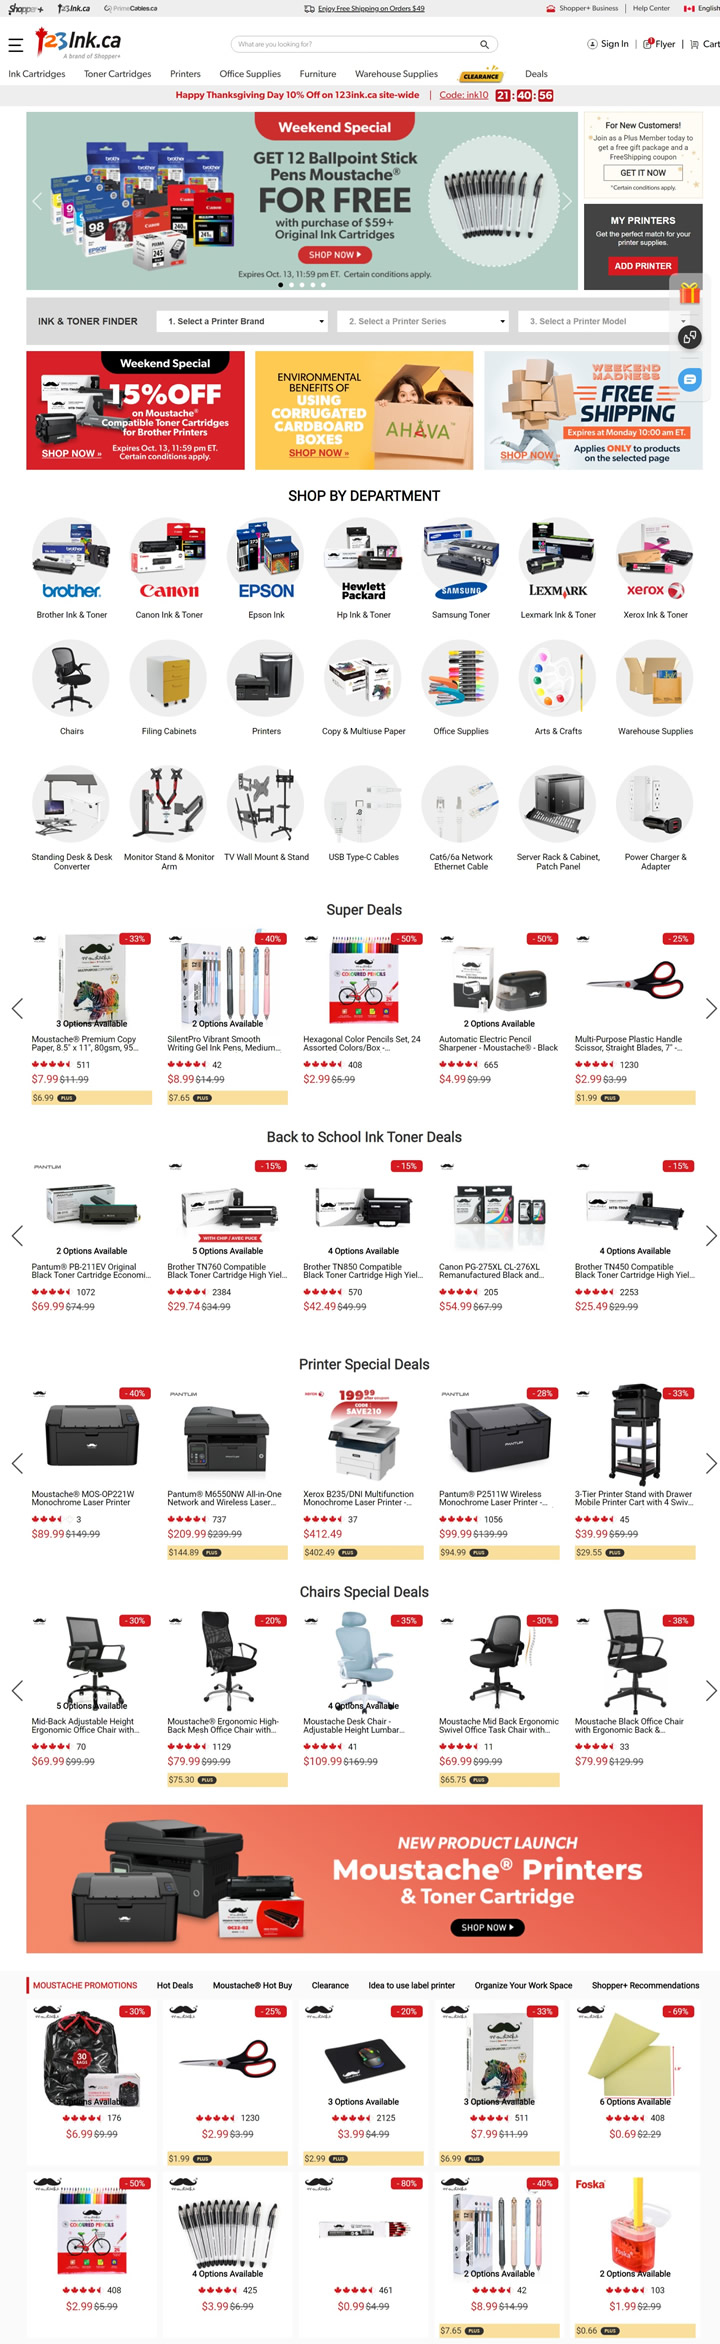 Shopper+ 123Ink.ca PrimeCables.ca
Enjoy Free Shipping on Orders $49
Shopper+ Business | Help Center English
123Ink.ca
A brand of Shopper+
What are you looking for?
Sign In | Flyer | Cart
Ink Cartridges Toner Cartridges Printers Office Supplies Furniture Warehouse Supplies CLEARANCE Deals
Happy Thanksgiving Day 10% Off on 123ink.ca site-wide | Code: ink10 21 : 40 : 56
Weekend Special
GET 12 Ballpoint Stick
Pens Moustache®
FOR FREE
with purchase of $59+
Original Ink Cartridges
SHOP NOW
Expires Oct. 13, 11:59 pm ET. Certain conditions apply.
For New Customers!
Join as a Plus Member today to
get a free gift package and a
FreeShipping coupon
GET IT NOW
*Certain conditions apply.
MY PRINTERS
Get the perfect match for your
printer supplies.
ADD PRINTER
INK & TONER FINDER
1. Select a Printer Brand
2. Select a Printer Series
3. Select a Printer Model
Weekend Special
15%OFF
on Moustache®
Compatible Toner Cartridges
for Brother Printers
SHOP NOW »
Expires Oct. 13, 11:59 pm ET.
Certain conditions apply.
ENVIRONMENTAL
BENEFITS OF
USING
CORRUGATED
CARDBOARD
BOXES
SHOP NOW »
AHAVA
WEEKEND
MADNESS
FREE
SHIPPING
Expires at Monday 10:00 am ET.
SHOP NOW »
Applies ONLY to products
on the selected page
SHOP BY DEPARTMENT
brother Canon EPSON Hewlett Packard SAMSUNG LEXMARK xerox
Brother Ink & Toner Canon Ink & Toner Epson Ink Hp Ink & Toner Samsung Toner Lexmark Ink & Toner Xerox Ink & Toner
Chairs Filing Cabinets Printers Copy & Multiuse Paper Office Supplies Arts & Crafts Warehouse Supplies
Standing Desk & Desk Converter
Monitor Stand & Monitor Arm
TV Wall Mount & Stand
USB Type-C Cables
Cat6/6a Network Ethernet Cable
Server Rack & Cabinet, Patch Panel
Power Charger & Adapter
Super Deals
- 33% - 40% - 50% - 50% - 25%
3 Options Available
Moustache® Premium Copy
Paper, 8.5" x 11", 80gsm, 95...
511
$7.99 $11.99
$6.99 PLUS
2 Options Available
SilentPro Vibrant Smooth
Writing Gel Ink Pens, Medium...
42
$8.99 $14.99
$7.65 PLUS
Hexagonal Color Pencils Set, 24
Assorted Colors/Box -...
408
$2.99 $5.99
2 Options Available
Automatic Electric Pencil
Sharpener - Moustache® - Black
665
$4.99 $9.99
Multi-Purpose Plastic Handle
Scissor, Straight Blades, 7" -...
1230
$2.99 $3.99
$1.99 PLUS
Back to School Ink Toner Deals
PANTUM - 15% - 15% - 15%
2 Options Available
Pantum® PB-211EV Original
Black Toner Cartridge Economi...
1072
$69.99 $74.99
WITH CHIP / AVEC PUCE
5 Options Available
Brother TN760 Compatible
Black Toner Cartridge High Yiel...
2384
$29.74 $34.99
4 Options Available
Brother TN850 Compatible
Black Toner Cartridge High Yiel...
570
$42.49 $49.99
Canon PG-275XL CL-276XL
Remanufactured Black and...
205
$54.99 $67.99
4 Options Available
Brother TN450 Compatible
Black Toner Cartridge High Yiel...
2253
$25.49 $29.99
Printer Special Deals
- 40% - 28% - 33%
Moustache® MOS-OP221W
Monochrome Laser Printer
3
$89.99 $149.99
PANTUM
Pantum® M6550NW All-in-One
Network and Wireless Laser...
737
$209.99 $239.99
$144.89 PLUS
xerox
199.99
CODE :
SAVE210
Xerox B235/DNI Multifunction
Monochrome Laser Printer -...
37
$412.49
$402.49 PLUS
PANTUM
Pantum® P2511W Wireless
Monochrome Laser Printer -...
1056
$99.99 $139.99
$94.99 PLUS
3-Tier Printer Stand with Drawer
Mobile Printer Cart with 4 Swiv...
45
$39.99 $59.99
$29.55 PLUS
Chairs Special Deals
- 30% - 20% - 35% - 30% - 38%
5 Options Available
Mid-Back Adjustable Height
Ergonomic Office Chair with...
70
$69.99 $99.99
Moustache® Ergonomic High-
Back Mesh Office Chair with...
1129
$79.99 $99.99
$75.30 PLUS
4 Options Available
Moustache Desk Chair -
Adjustable Height Lumbar...
41
$109.99 $169.99
Moustache Mid Back Ergonomic
Swivel Office Task Chair with...
11
$69.99 $99.99
$65.75 PLUS
Moustache Black Office Chair
with Ergonomic Back &...
33
$79.99 $129.99
NEW PRODUCT LAUNCH
Moustache® Printers
& Toner Cartridge
SHOP NOW
MOUSTACHE PROMOTIONS Hot Deals Moustache® Hot Buy Clearance Idea to use label printer Organize Your Work Space Shopper+ Recommendations
- 30% - 25% - 20% - 33% - 69%
30 BAGS
3 Options Available
176
$6.99 $9.99
1230
$2.99 $3.99
$1.99 PLUS
3 Options Available
2125
$3.99 $4.99
$2.99 PLUS
3 Options Available
511
$7.99 $11.99
$6.99 PLUS
6 Options Available
408
$0.69 $2.29
- 50% - 80% - 40% Foska
COLOURED PENCILS
408
$2.99 $5.99
4 Options Available
425
$3.99 $6.99
461
$0.99 $4.99
2 Options Available
42
$8.99 $14.99
$7.65 PLUS
2 Options Available
103
$1.99 $2.99
$0.66 PLUS